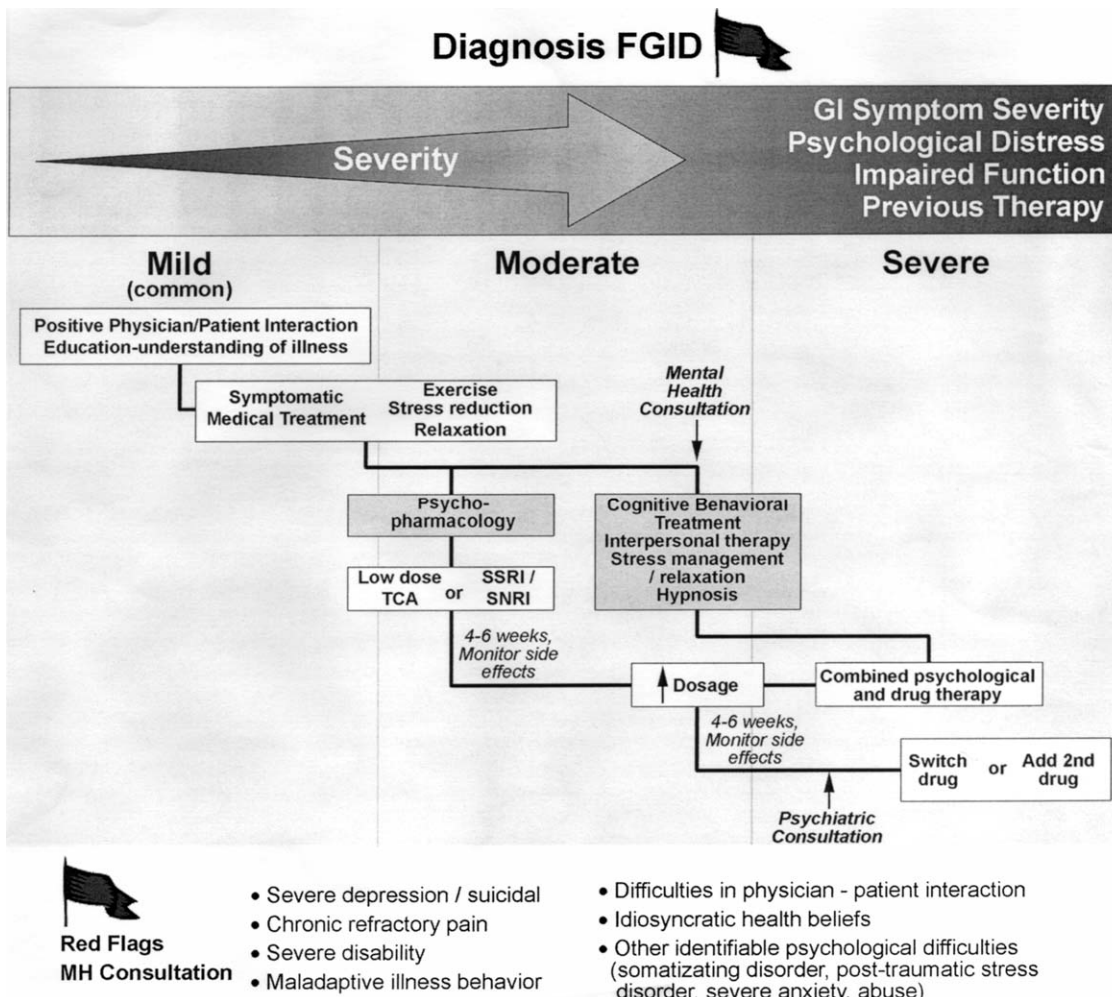 Diagnosis FGID
GI Symptom Severity
Psychological Distress
Impaired Function
Previous Therapy
Severity
Mild
(common)
Moderate
Severe
Positive Physician/Patient Interaction
Education-understanding of illness
Symptomatic
Medical Treatment
Exercise
Stress reduction
Relaxation
Mental
Health
Consultation
Psycho-
pharmacology
Cognitive Behavioral
Treatment
Interpersonal therapy
Stress management
/ relaxation
Hypnosis
Low dose
TCA
or
SSRI /
SNRI
4-6 weeks,
Monitor side
effects
Dosage
Combined psychological
and drug therapy
4-6 weeks,
Monitor side
effects
Switch
drug
or
Add 2nd
drug
Psychiatric
Consultation
Red Flags
MH Consultation
• Severe depression / suicidal
• Chronic refractory pain
• Severe disability
• Maladaptive illness behavior
• Difficulties in physician - patient interaction
• Idiosyncratic health beliefs
• Other identifiable psychological difficulties
(somatizating disorder, post-traumatic stress
disorder, severe anxiety, abuse)